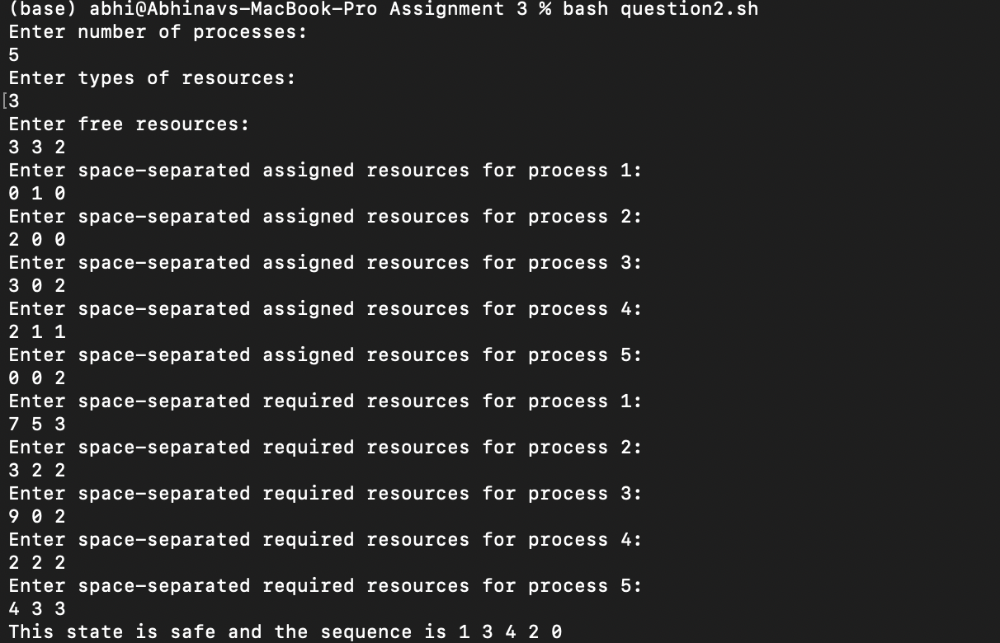 (base) abhi@Abhinavs-MacBook-Pro Assignment 3 % bash question2.sh
Enter number of processes:
5
Enter types of resources:
[3
Enter free resources:
3 3 2
Enter space-separated assigned resources for process 1:
0 1 0
Enter space-separated assigned resources for process 2:
2 0 0
Enter space-separated assigned resources for process 3:
3 0 2
Enter space-separated assigned resources for process 4:
2 1 1
Enter space-separated assigned resources for process 5:
0 0 2
Enter space-separated required resources for process 1:
7 5 3
Enter space-separated required resources for process 2:
3 2 2
Enter space-separated required resources for process 3:
9 0 2
Enter space-separated required resources for process 4:
2 2 2
Enter space-separated required resources for process 5:
4 3 3
This state is safe and the sequence is 1 3 4 2 0